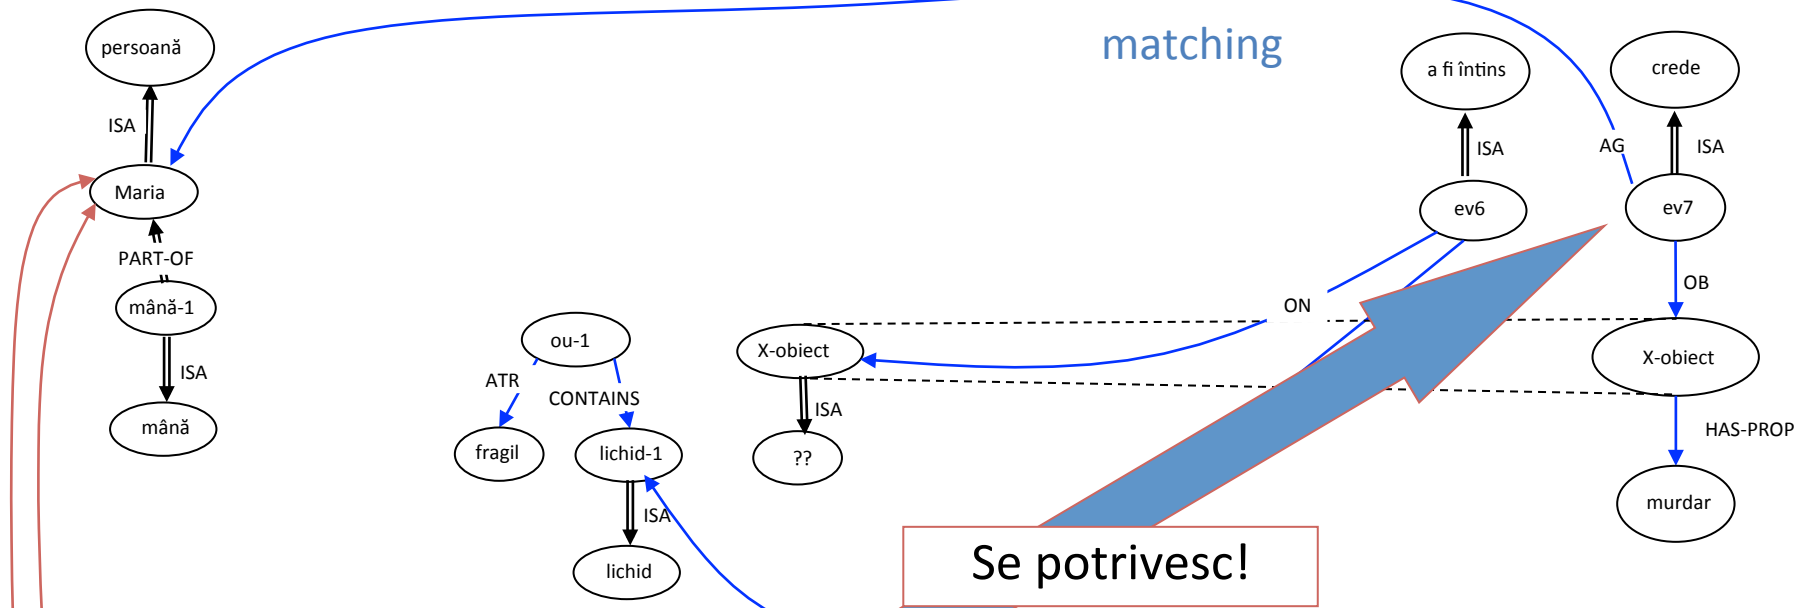 matching
persoană
a fi întins
crede
ISA
ISA
AG
ISA
Maria
ev6
ev7
PART-OF
OB
mână-1
ON
ou-1
X-obiect
X-obiect
ISA
ATR
CONTAINS
ISA
mână
HAS-PROP
fragil
lichid-1
??
murdar
ISA
lichid
Se potrivesc!